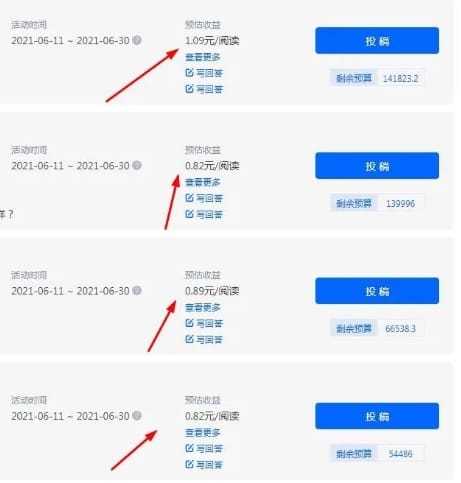 活动时间
预估收益
2021-06-11 ~ 2021-06-30
1.09元/阅读
投稿
查看更多
写回答
剩余预算 141823.2
写回答
活动时间
预估收益
2021-06-11 ~ 2021-06-30
0.82元/阅读
投稿
查看更多
写回答
剩余预算 139996
写回答
？
活动时间
预估收益
2021-06-11 ~ 2021-06-30
0.89元/阅读
投稿
查看更多
写回答
剩余预算 66538.3
写回答
活动时间
预估收益
2021-06-11 ~ 2021-06-30
0.82元/阅读
投稿
查看更多
写回答
剩余预算 54486
写回答